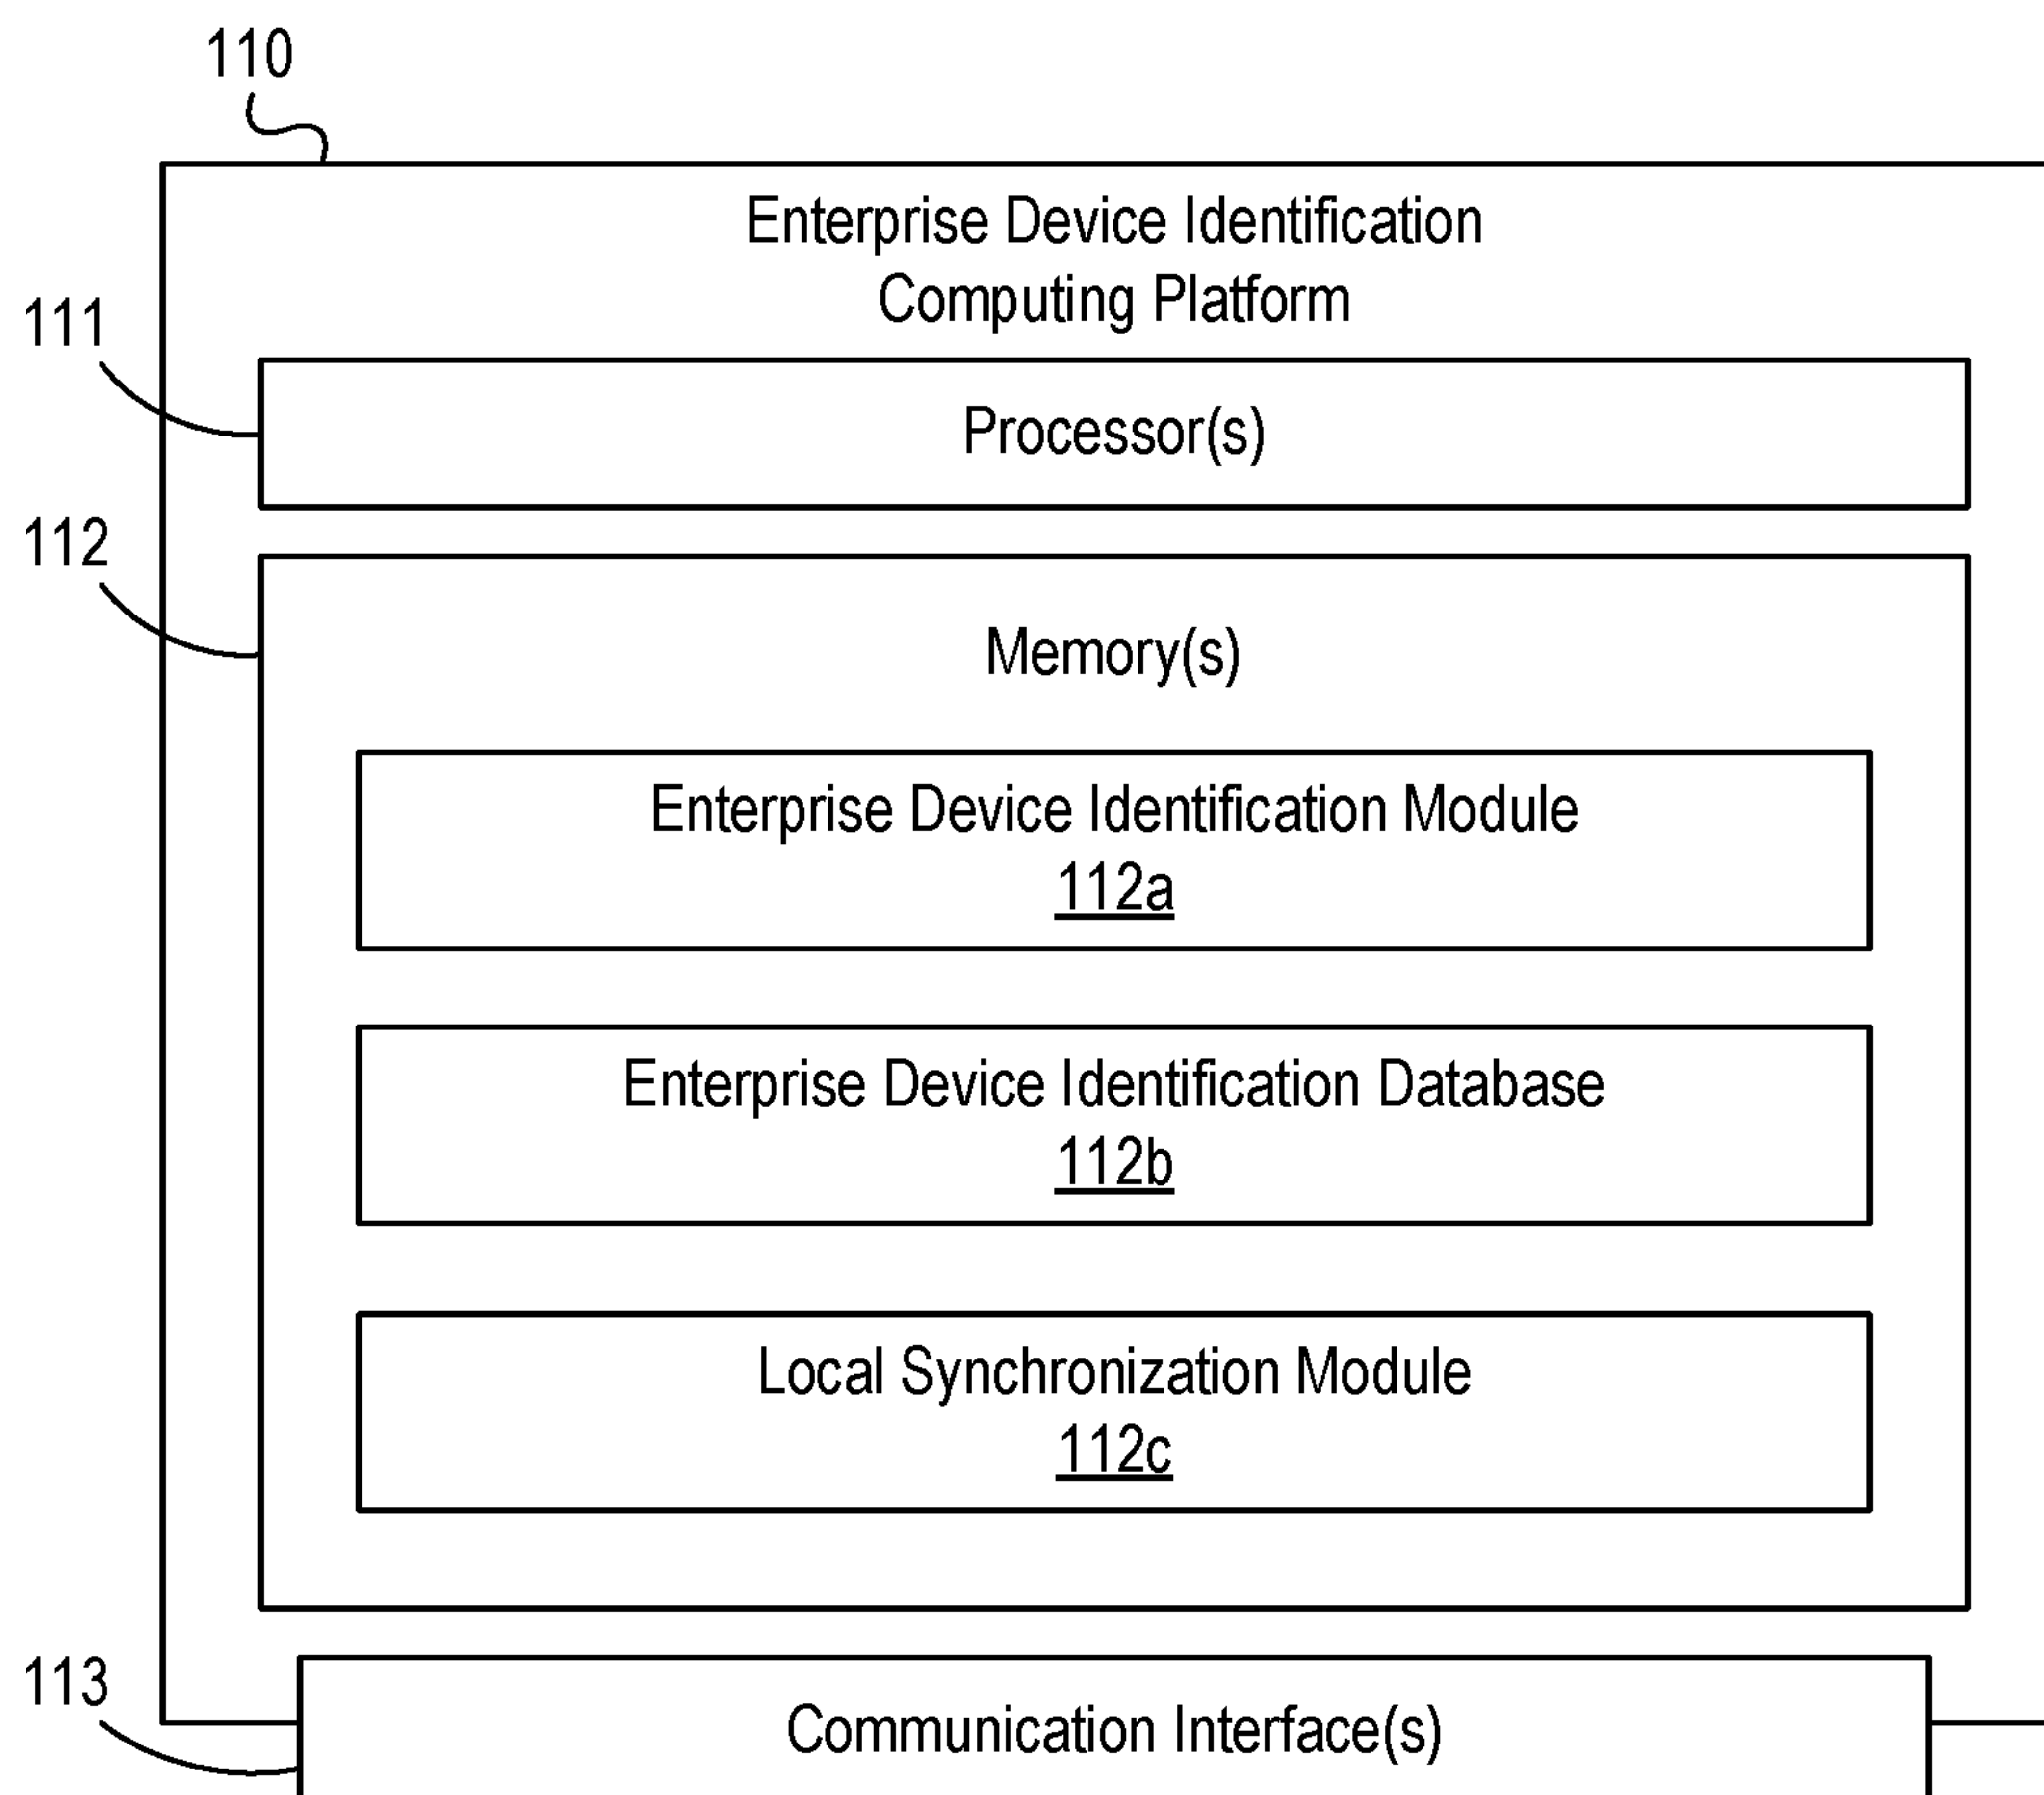 110
Enterprise Device Identification
Computing Platform
111
Processor(s)
112
Memory(s)
Enterprise Device Identification Module
112a
Enterprise Device Identification Database
112b
Local Synchronization Module
112c
113
Communication Interface(s)